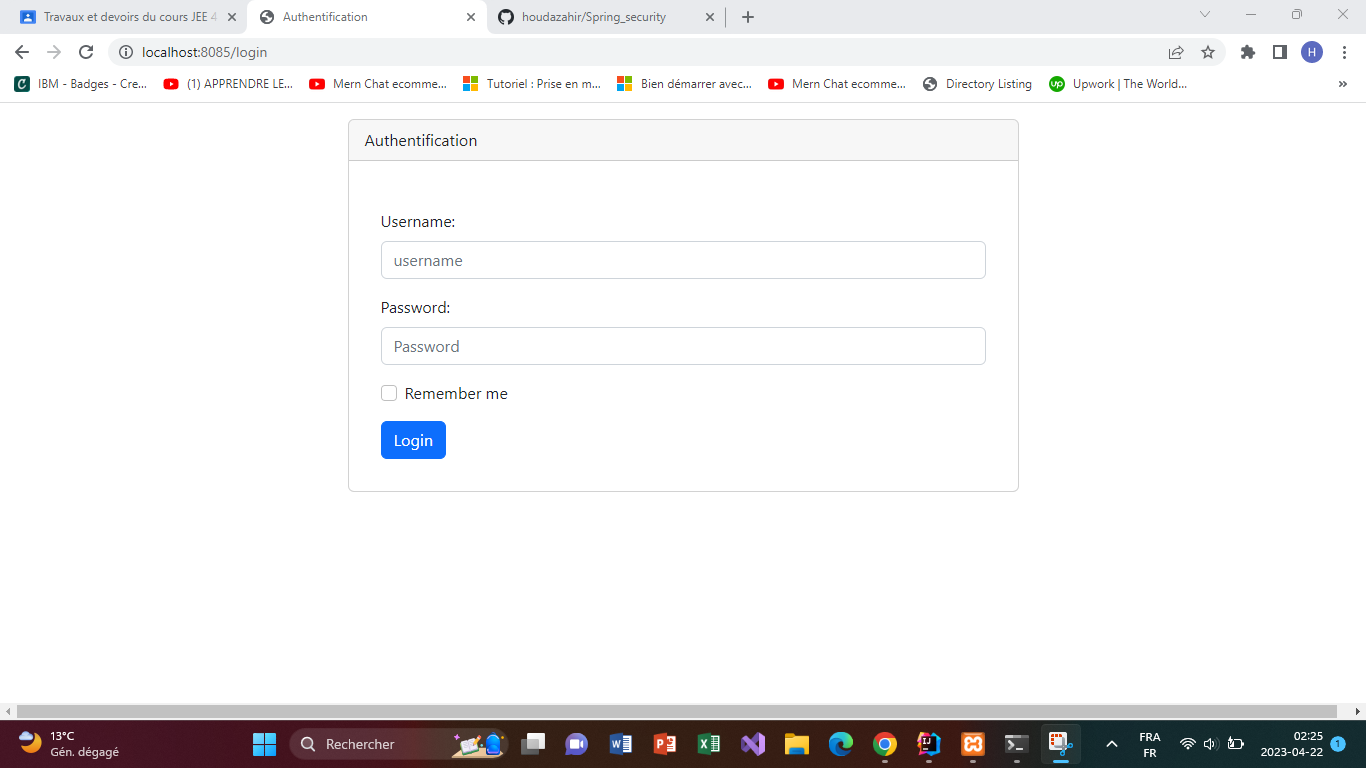 Travaux et devoirs du cours JEE 4
Authentification
houdazahir/Spring_security
localhost:8085/login
H
IBM - Badges - Cre...
(1) APPRENDRE LE...
Mern Chat ecomme...
Tutoriel : Prise en m...
Bien démarrer avec...
Mern Chat ecomme...
Directory Listing
up
Upwork | The World...
»
Authentification
Username:
username
Password:
Password
Remember me
Login
13°C
Gén. dégagé
Rechercher
FRA
FR
02:25
2023-04-22
1